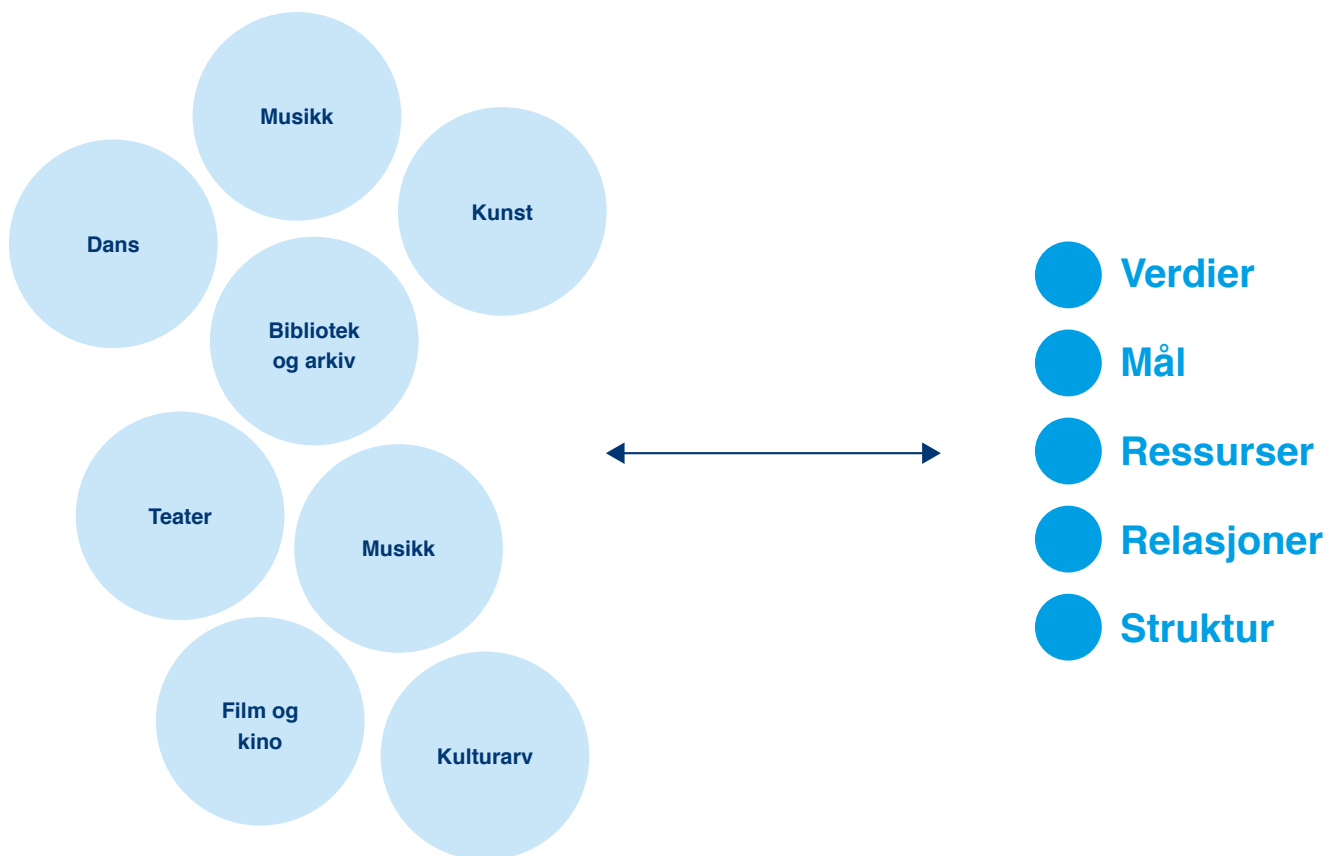 Musikk
Kunst
Dans
Bibliotek
og arkiv
Teater
Musikk
Film og
kino
Kulturarv
Verdier
Mål
Ressurser
Relasjoner
Struktur